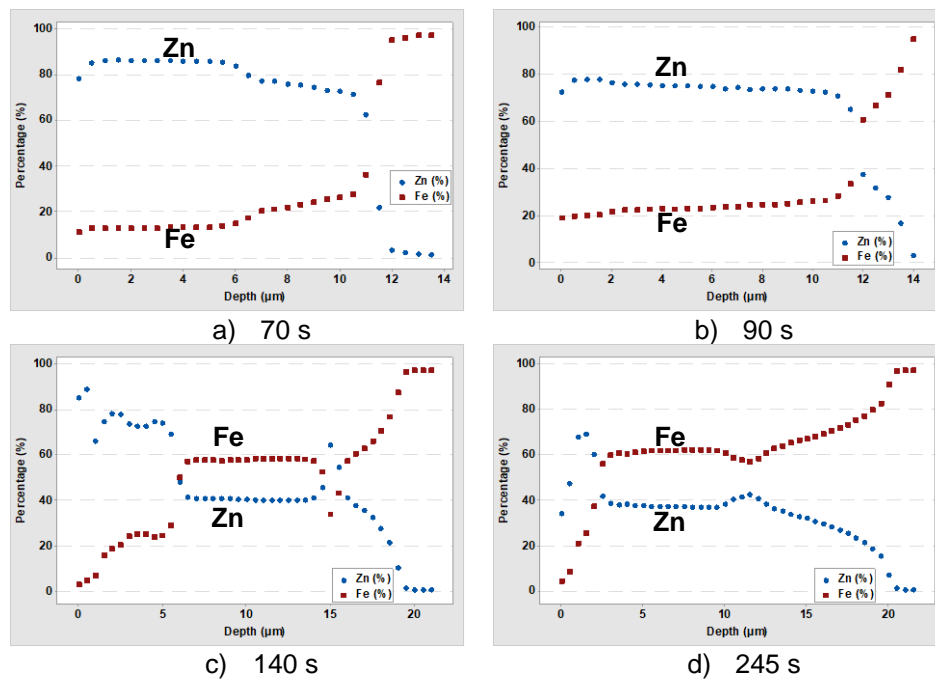 Percentage (%)
100
80
60
40
20
0
Zn
Fe
Zn (%)
Fe (%)
0 2 4 6 8 10 12 14
Depth (µm)
a) 70 s
Percentage (%)
100
80
60
40
20
0
Zn
Fe
Zn (%)
Fe (%)
0 2 4 6 8 10 12 14
Depth (µm)
b) 90 s
Percentage (%)
100
80
60
40
20
0
Fe
Zn
Zn (%)
Fe (%)
0 5 10 15 20
Depth (µm)
c) 140 s
Percentage (%)
100
80
60
40
20
0
Fe
Zn
Zn (%)
Fe (%)
0 5 10 15 20
Depth (µm)
d) 245 s